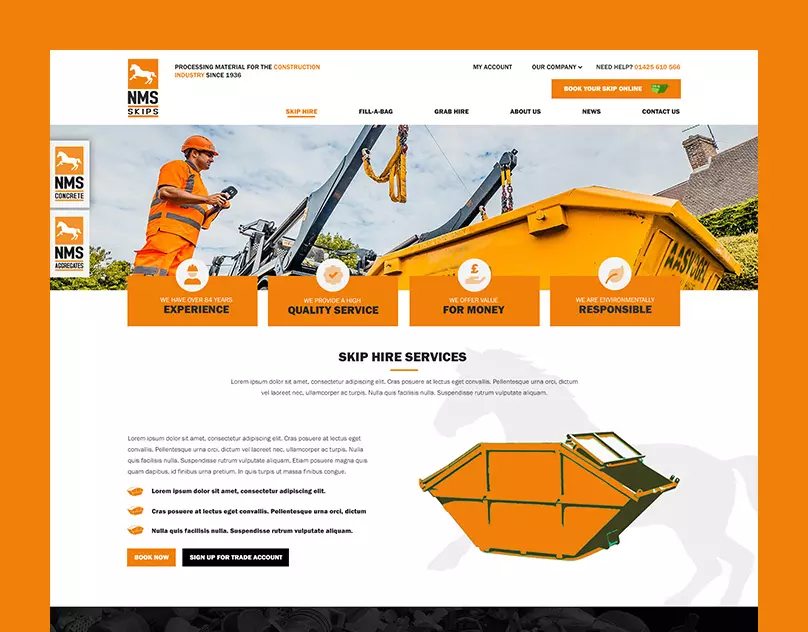 NMS
SKIPS
PROCESSING MATERIAL FOR THE CONSTRUCTION
INDUSTRY SINCE 1936
MY ACCOUNT
OUR COMPANY
NEED HELP? 01425 610 566
BOOK YOUR SKIP ONLINE
SKIP HIRE
FILL-A-BAG
GRAB HIRE
ABOUT US
NEWS
CONTACT US
NMS
CONCRETE
NMS
AGGREGATES
WE HAVE OVER 84 YEARS
EXPERIENCE
WE PROVIDE A HIGH
QUALITY SERVICE
£
WE OFFER VALUE
FOR MONEY
WE ARE ENVIRONMENTALLY
RESPONSIBLE
SKIP HIRE SERVICES
Lorem ipsum dolor sit amet, consectetur adipiscing elit. Cras posuere at lectus eget convallis. Pellentesque urna orci, dictum
vel laoreet nec, ullamcorper ac turpis. Nulla quis facilisis nulla. Suspendisse rutrum vulputate aliquam.
Lorem ipsum dolor sit amet, consectetur adipiscing elit. Cras posuere at
lectus eget convallis. Pellentesque urna orci, dictum vel laoreet nec. Nulla
quis facilisis nulla. Suspendisse rutrum vulputate aliquam. Etiam posuere magna quis
quam dapibus, id finibus urna pretium. In quis turpis ut massa finibus congue.
Lorem ipsum dolor sit amet, consectetur adipiscing elit.
Cras posuere at lectus eget convallis. Pellentesque urna orci, dictum
Nulla quis facilisis nulla. Suspendisse rutrum vulputate aliquam.
BOOK NOW
SIGN UP FOR TRADE ACCOUNT